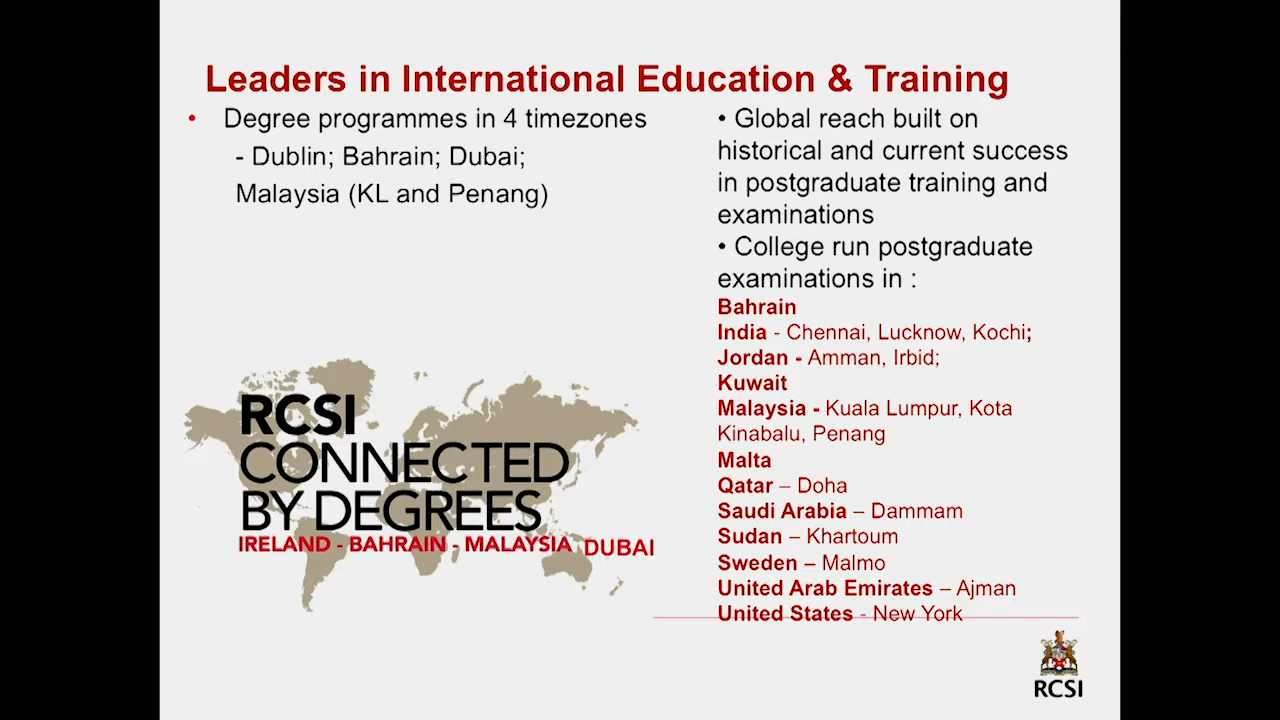 Leaders in International Education & Training
• Degree programmes in 4 timezones
- Dublin; Bahrain; Dubai;
Malaysia (KL and Penang)
RCSI
CONNECTED
BY DEGREES
IRELAND - BAHRAIN - MALAYSIA DUBAI
• Global reach built on
historical and current success
in postgraduate training and
examinations
• College run postgraduate
examinations in :
Bahrain
India - Chennai, Lucknow, Kochi;
Jordan - Amman, Irbid;
Kuwait
Malaysia - Kuala Lumpur, Kota
Kinabalu, Penang
Malta
Qatar – Doha
Saudi Arabia – Dammam
Sudan – Khartoum
Sweden – Malmo
United Arab Emirates – Ajman
United States - New York
RCSI